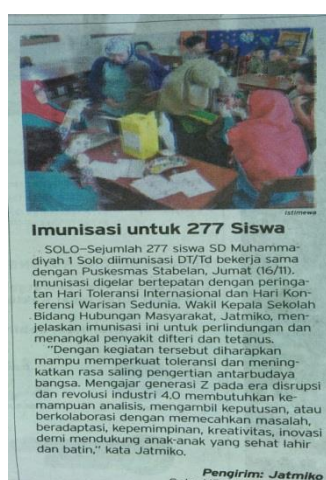 Istimewa
Imunisasi untuk 277 Siswa
SOLO—Sejumlah 277 siswa SD Muhamma-
diyah 1 Solo diimunisasi DT/Td bekerja sama
dengan Puskesmas Stabelan, Jumat (16/11).
Imunisasi digelar bertepatan dengan peringa-
tan Hari Toleransi Internasional dan Hari Kon-
ferensi Warisan Sedunia. Wakil Kepala Sekolah
Bidang Hubungan Masyarakat, Jatmiko, men-
jelaskan imunisasi ini untuk perlindungan dan
menangkal penyakit difteri dan tetanus.
"Dengan kegiatan tersebut diharapkan
mampu memperkuat toleransi dan mening-
katkan rasa saling pengertian antarbudaya
bangsa. Mengajar generasi Z pada era disrupsi
dan revolusi industri 4.0 membutuhkan ke-
mampuan analisis, mengambil keputusan, atau
berkolaborasi dengan memecahkan masalah,
beradaptasi, kepemimpinan, kreativitas, inovasi
demi mendukung anak-anak yang sehat lahir
dan batin," kata Jatmiko.
Pengirim: Jatmiko